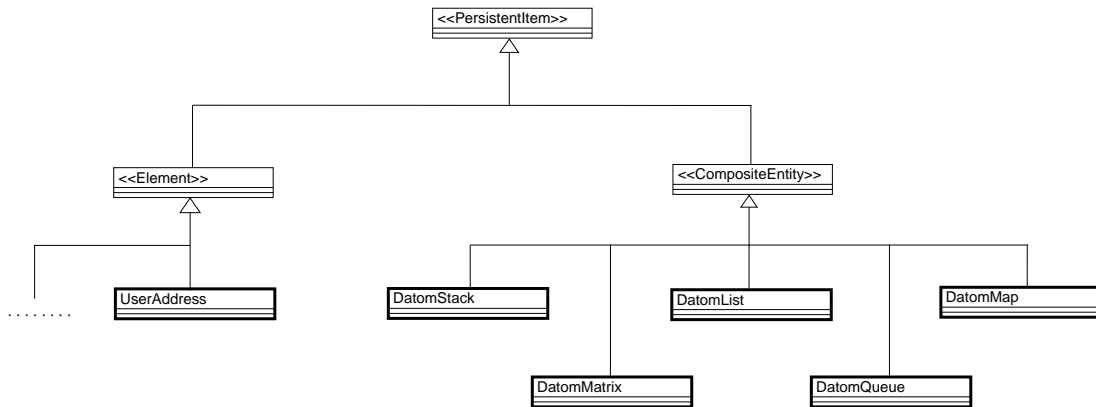 <<PersistentItem>>
<<Element>>
<<CompositeEntity>>
UserAddress
DatomStack
DatomList
DatomMap
. . . . . . . .
DatomMatrix
DatomQueue